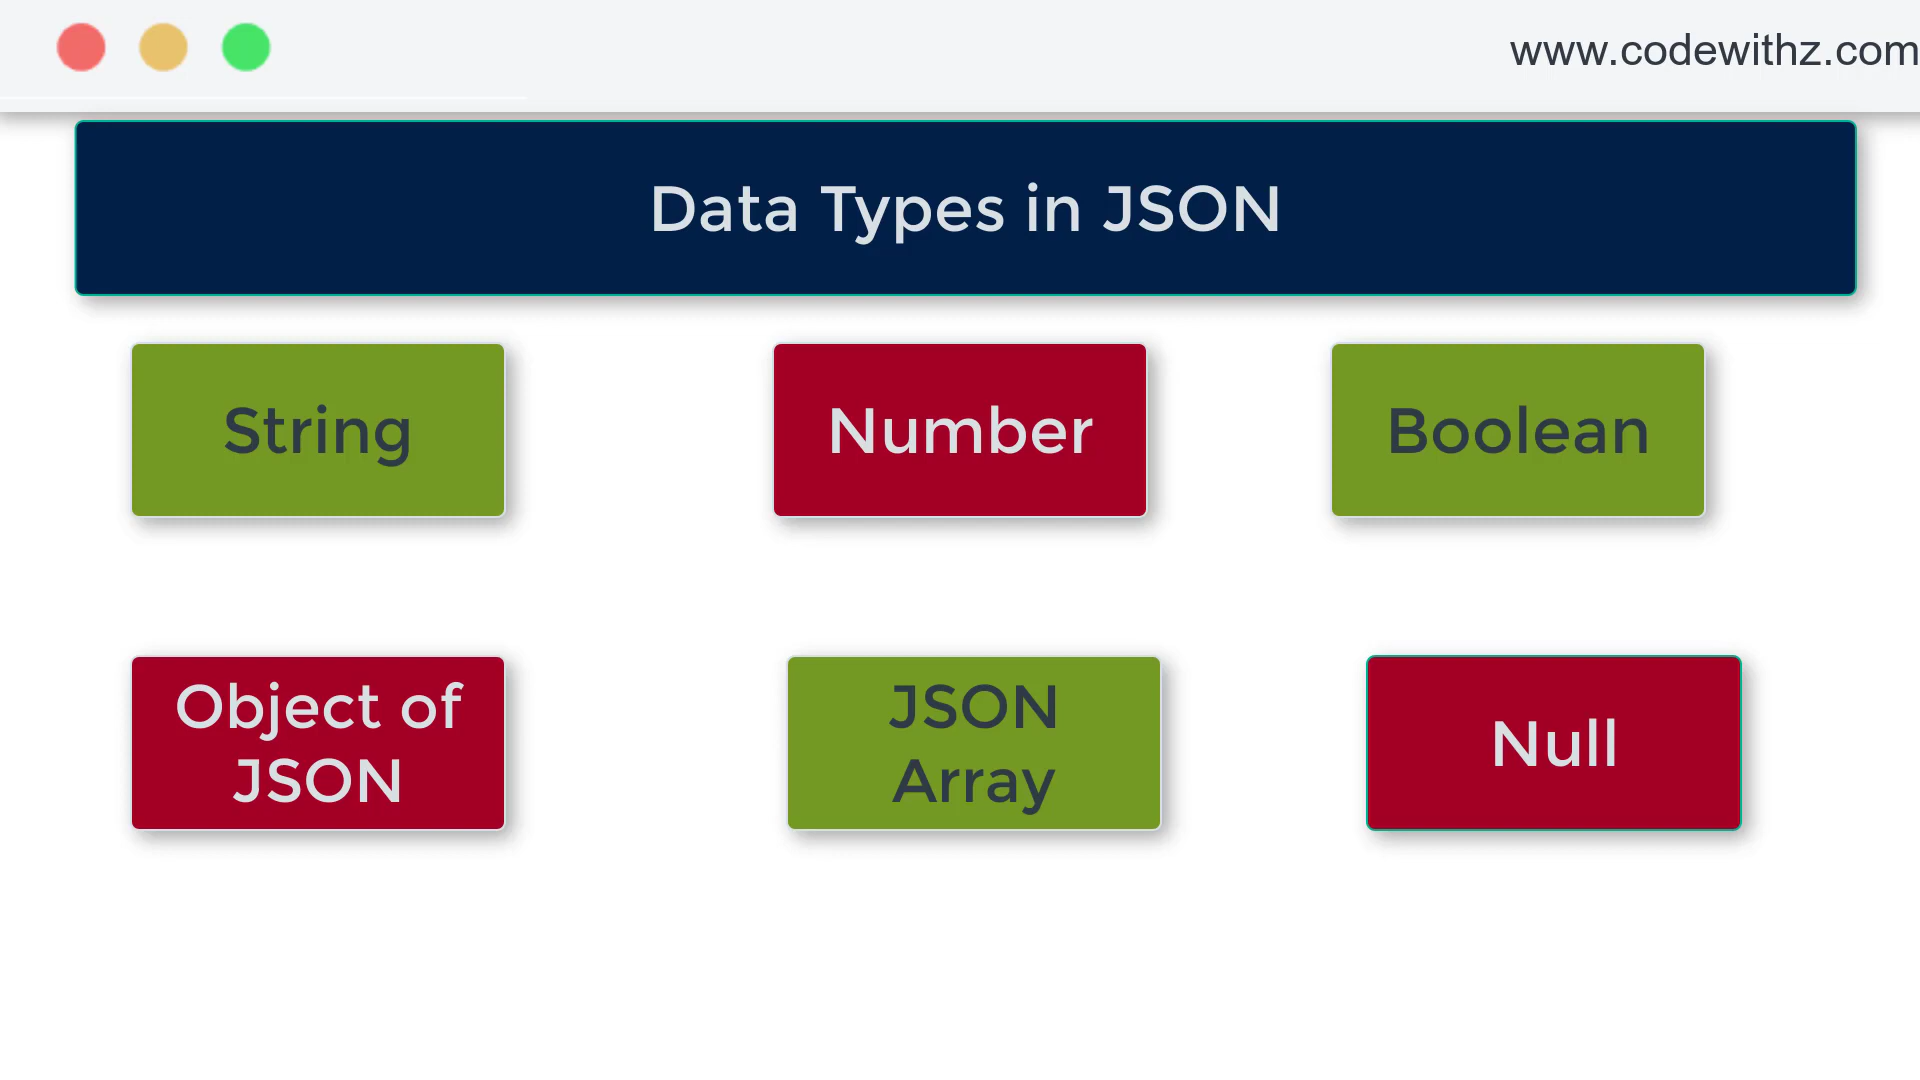 www.codewithz.com
Data Types in JSON
String
Number
Boolean
Object of
JSON
JSON
Array
Null